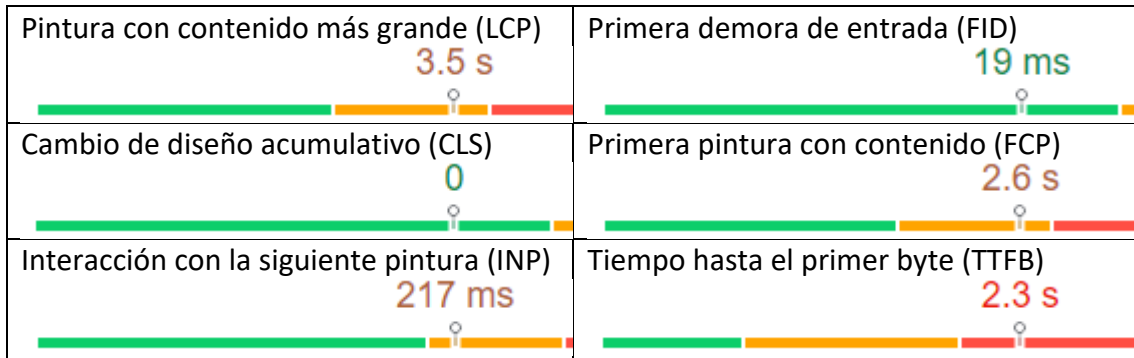 Pintura con contenido más grande (LCP)
3.5 s
Primera demora de entrada (FID)
19 ms
Cambio de diseño acumulativo (CLS)
0
Primera pintura con contenido (FCP)
2.6 s
Interacción con la siguiente pintura (INP)
217 ms
Tiempo hasta el primer byte (TTFB)
2.3 s